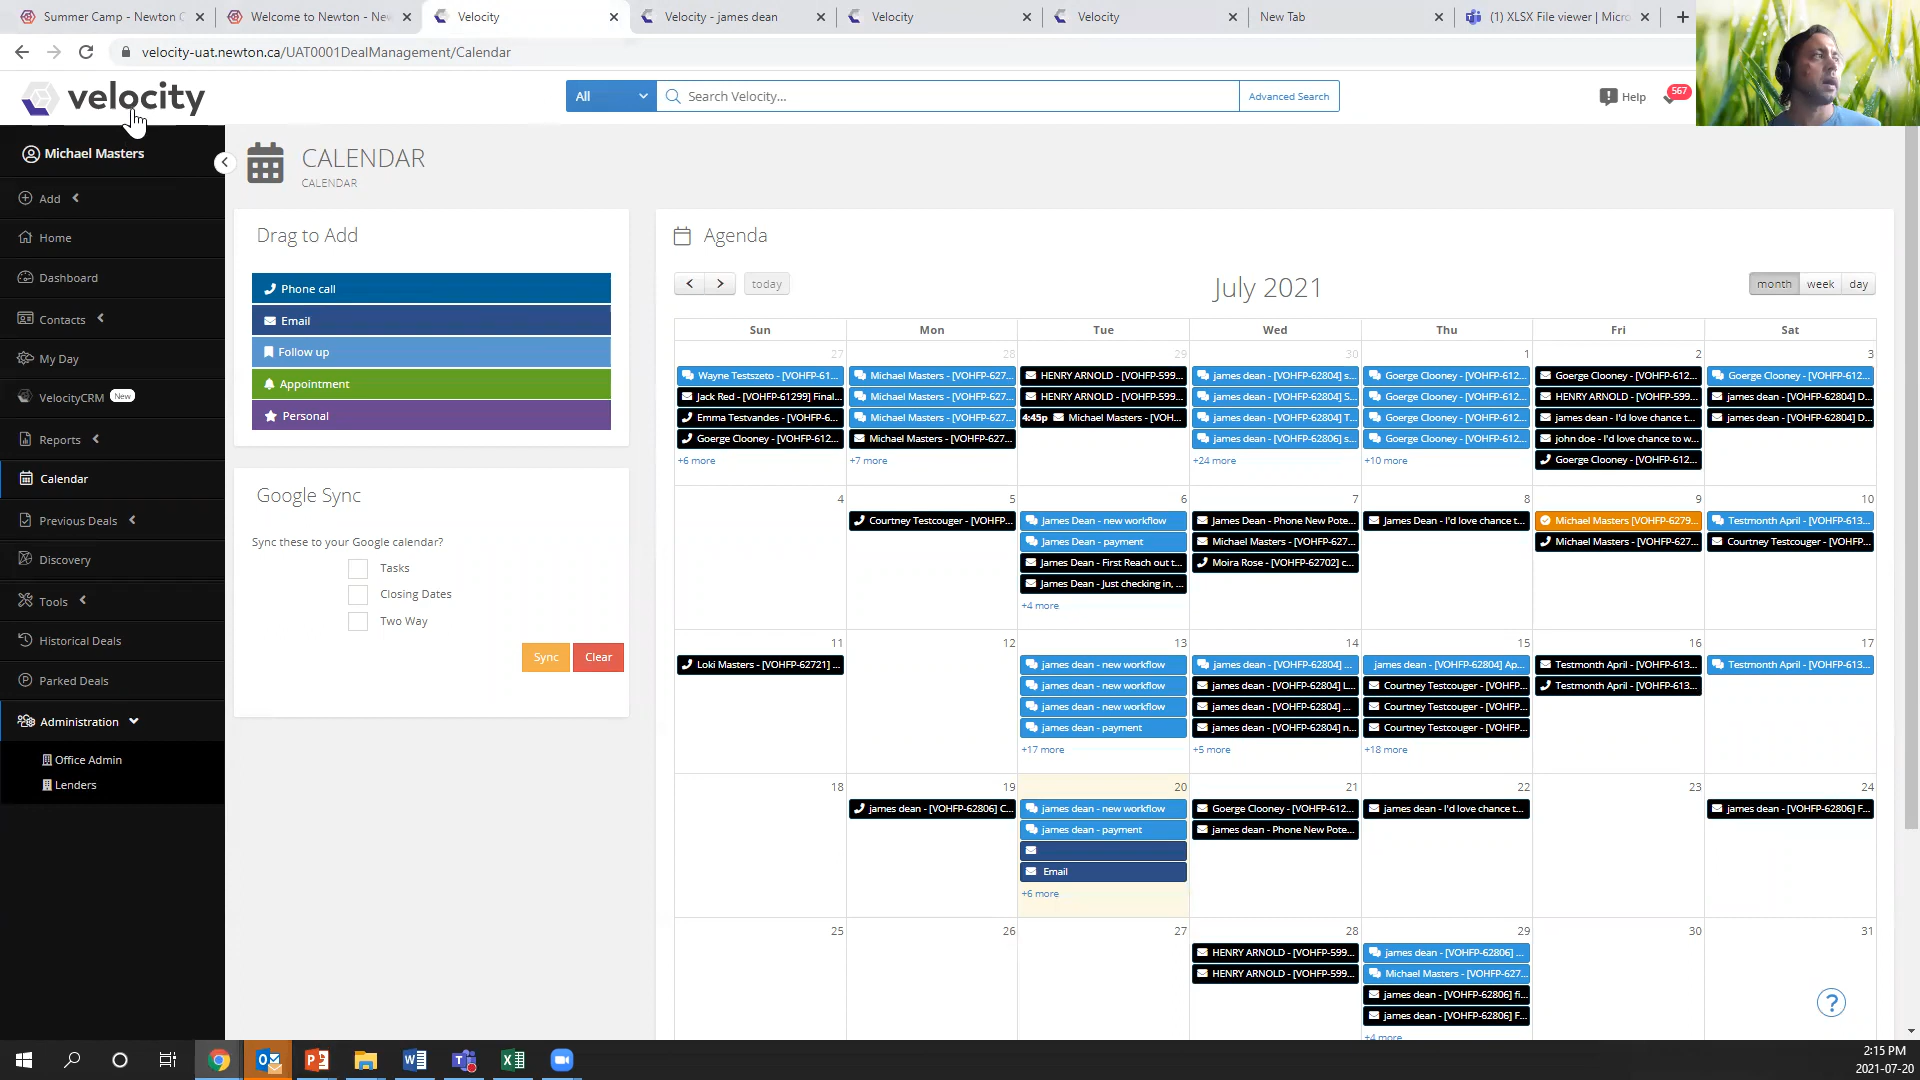 Summer Camp - Newton C
Welcome to Newton - New
Velocity
Velocity - james dean
Velocity
Velocity
New Tab
(1) XLSX File viewer | Micro
velocity-uat.newton.ca/UAT0001DealManagement/Calendar
velocity
All
Search Velocity...
Advanced Search
Help
567
Michael Masters
Add
Home
Dashboard
Contacts
My Day
VelocityCRM New
Reports
Calendar
Previous Deals
Discovery
Tools
Historical Deals
Parked Deals
Administration
Office Admin
Lenders
CALENDAR
CALENDAR
Drag to Add
Phone call
Email
Follow up
Appointment
Personal
Google Sync
Sync these to your Google calendar?
Tasks
Closing Dates
Two Way
Sync Clear
Agenda
today
July 2021
month week day
Sun Mon Tue Wed Thu Fri Sat
27 28 29 30 1 2 3
Wayne Testszeto - [VOHFP-61... Michael Masters - [VOHFP-627... HENRY ARNOLD - [VOHFP-599... james dean - [VOHFP-62804] s... Goerge Clooney - [VOHFP-612... Goerge Clooney - [VOHFP-612... Goerge Clooney - [VOHFP-612...
Jack Red - [VOHFP-61299] Final... Michael Masters - [VOHFP-627... HENRY ARNOLD - [VOHFP-599... james dean - [VOHFP-62804] S... Goerge Clooney - [VOHFP-612... HENRY ARNOLD - [VOHFP-599... james dean - [VOHFP-62804] D...
Emma Testvandes - [VOHFP-6... Michael Masters - [VOHFP-627... 4:45p Michael Masters - [VOH... james dean - [VOHFP-62804] T... Goerge Clooney - [VOHFP-612... james dean - I'd love chance t... james dean - [VOHFP-62804] D...
Goerge Clooney - [VOHFP-612... Michael Masters - [VOHFP-627... james dean - [VOHFP-62806] s... Goerge Clooney - [VOHFP-612... john doe - I'd love chance to w...
+6 more +7 more +24 more +10 more Goerge Clooney - [VOHFP-612...
4 5 6 7 8 9 10
Courtney Testcouger - [VOHFP... James Dean - new workflow James Dean - Phone New Pote... James Dean - I'd love chance t... Michael Masters [VOHFP-6279... Testmonth April - [VOHFP-613...
James Dean - payment Michael Masters - [VOHFP-627... Michael Masters - [VOHFP-627... Courtney Testcouger - [VOHFP...
James Dean - First Reach out t... Moira Rose - [VOHFP-62702] c...
James Dean - Just checking in, ...
+4 more
11 12 13 14 15 16 17
Loki Masters - [VOHFP-62721] ... james dean - new workflow james dean - [VOHFP-62804] ... james dean - [VOHFP-62804] Ap... Testmonth April - [VOHFP-613... Testmonth April - [VOHFP-613...
james dean - new workflow james dean - [VOHFP-62804] L... Courtney Testcouger - [VOHFP... Testmonth April - [VOHFP-613...
james dean - new workflow james dean - [VOHFP-62804] ... Courtney Testcouger - [VOHFP...
james dean - payment james dean - [VOHFP-62804] n... Courtney Testcouger - [VOHFP...
+17 more +5 more +18 more
18 19 20 21 22 23 24
james dean - [VOHFP-62806] C... james dean - new workflow Goerge Clooney - [VOHFP-612... james dean - I'd love chance t... james dean - [VOHFP-62806] F...
james dean - payment james dean - Phone New Pote...
Email
+6 more
25 26 27 28 29 30 31
HENRY ARNOLD - [VOHFP-599... james dean - [VOHFP-62806] ...
HENRY ARNOLD - [VOHFP-599... Michael Masters - [VOHFP-627...
james dean - [VOHFP-62806] fi...
james dean - [VOHFP-62806] F...
+4 more
?
2:15 PM
2021-07-20